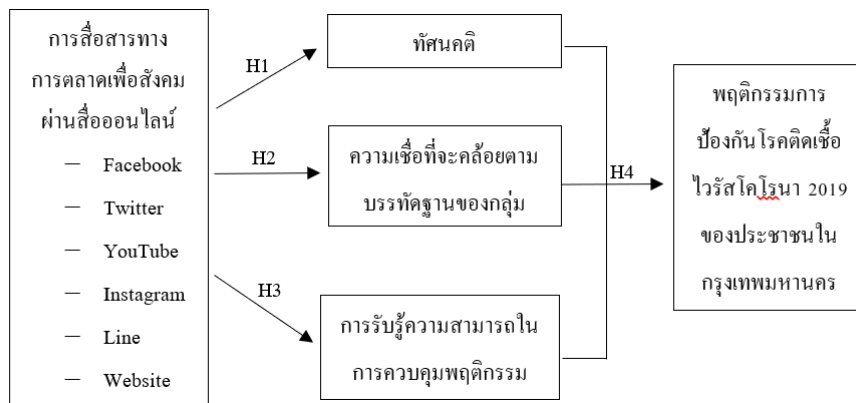 การสื่อสารทาง
การตลาดเพื่อสังคม
ผ่านสื่อออนไลน์
— Facebook
— Twitter
— YouTube
— Instagram
— Line
— Website
H1
H2
H3
ทัศนคติ
ความเชื่อที่จะคล้อยตาม
บรรทัดฐานของกลุ่ม
การรับรู้ความสามารถใน
การควบคุมพฤติกรรม
H4
พฤติกรรมการ
ป้องกันโรคติดเชื้อ
ไวรัสโคโรนา 2019
ของประชาชนใน
กรุงเทพมหานคร